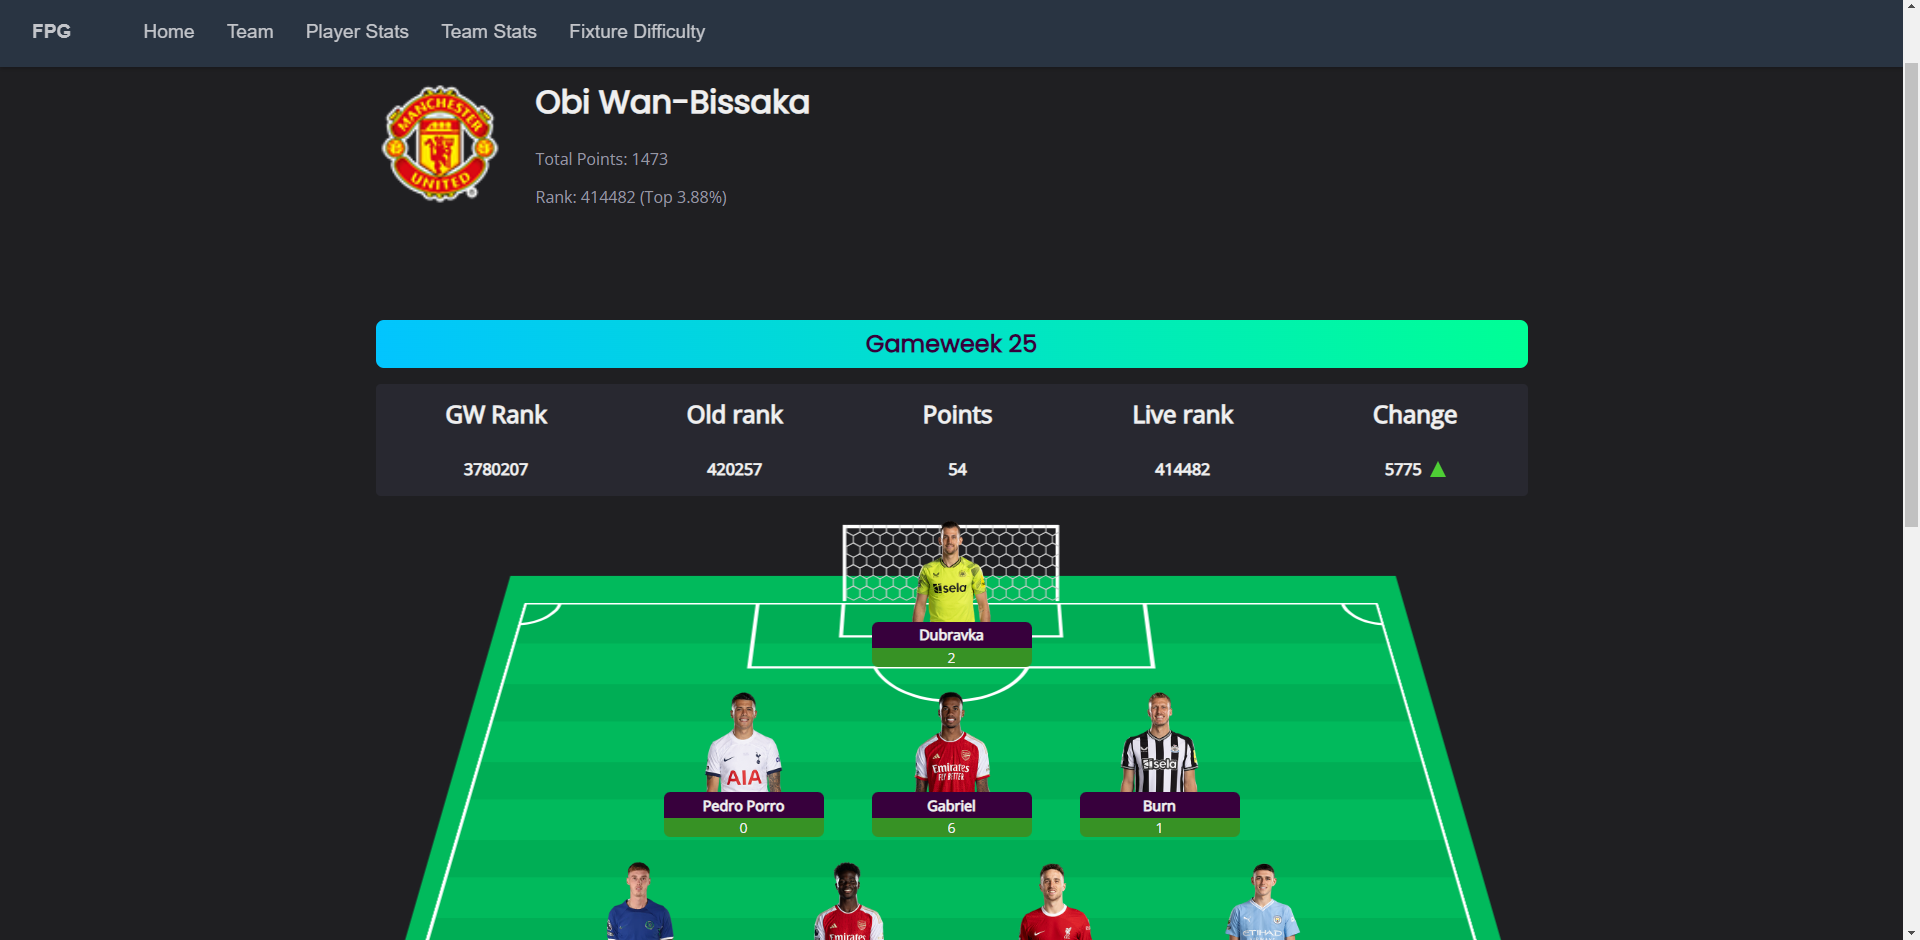 FPG Home Team Player Stats Team Stats Fixture Difficulty
MANCHESTER
UNITED
Obi Wan-Bissaka
Total Points: 1473
Rank: 414482 (Top 3.88%)
Gameweek 25
GW Rank Old rank Points Live rank Change
3780207 420257 54 414482 5775
sela
Dubravka
2
AIA
Emirates
FLY BETTER
sela
Pedro Porro Gabriel Burn
0 6 1
Emirates
ETIHAD